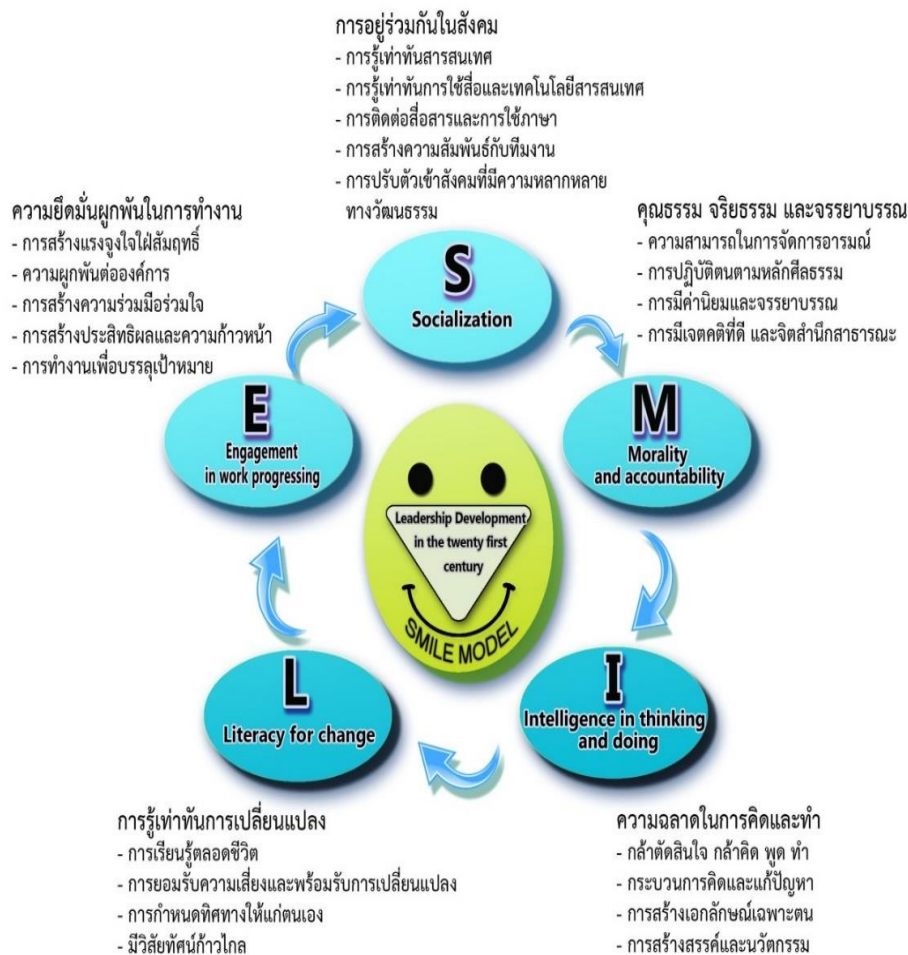 การอยู่ร่วมกันในสังคม
- การรู้เท่าทันสารสนเทศ
- การรู้เท่าทันการใช้สื่อและเทคโนโลยีสารสนเทศ
- การติดต่อสื่อสารและการใช้ภาษา
- การสร้างความสัมพันธ์กับทีมงาน
- การปรับตัวเข้าสังคมที่มีความหลากหลาย
ทางวัฒนธรรม
S
Socialization
คุณธรรม จริยธรรม และจรรยาบรรณ
- ความสามารถในการจัดการอารมณ์
- การปฏิบัติตนตามหลักศีลธรรม
- การมีค่านิยมและจรรยาบรรณ
- การมีเจตคติที่ดี และจิตสำนึกสาธารณะ
M
Morality
and accountability
I
Intelligence in thinking
and doing
ความฉลาดในการคิดและทำ
- กล้าตัดสินใจ กล้าคิด พูด ทำ
- กระบวนการคิดและแก้ปัญหา
- การสร้างเอกลักษณ์เฉพาะตน
- การสร้างสรรค์และนวัตกรรม
L
Literacy for change
การรู้เท่าทันการเปลี่ยนแปลง
- การเรียนรู้ตลอดชีวิต
- การยอมรับความเสี่ยงและพร้อมรับการเปลี่ยนแปลง
- การกำหนดทิศทางให้แก่ตนเอง
- มีวิสัยทัศน์ก้าวไกล
ความยึดมั่นผูกพันในการทำงาน
- การสร้างแรงจูงใจใฝ่สัมฤทธิ์
- ความผูกพันต่อองค์การ
- การสร้างความร่วมมือร่วมใจ
- การสร้างประสิทธิผลและความก้าวหน้า
- การทำงานเพื่อบรรลุเป้าหมาย
E
Engagement
in work progressing
Leadership Development
in the twenty first
century
SMILE MODEL